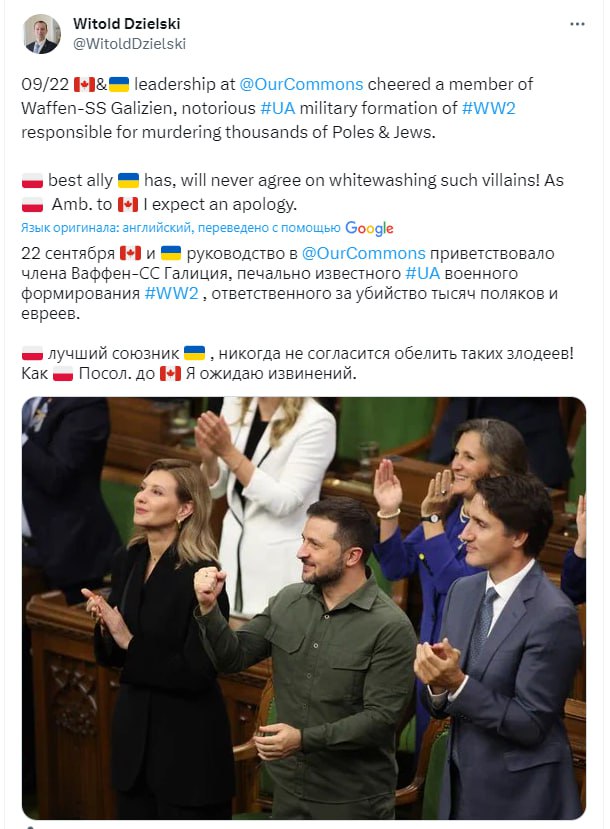 Witold Dzielski
@WitoldDzielski
09/22 🇨🇦&🇺🇦 leadership at @OurCommons cheered a member of
Waffen-SS Galizien, notorious #UA military formation of #WW2
responsible for murdering thousands of Poles & Jews.
🇵🇱 best ally 🇺🇦 has, will never agree on whitewashing such villains! As
🇵🇱 Amb. to 🇨🇦 I expect an apology.
Язык оригинала: английский, переведено с помощью Google
22 сентября 🇨🇦 и 🇺🇦 руководство в @OurCommons приветствовало
члена Ваффен-СС Галиция, печально известного #UA военного
формирования #WW2 , ответственного за убийство тысяч поляков и
евреев.
🇵🇱 лучший союзник 🇺🇦 , никогда не согласится обелить таких злодеев!
Как 🇵🇱 Посол. до 🇨🇦 Я ожидаю извинений.